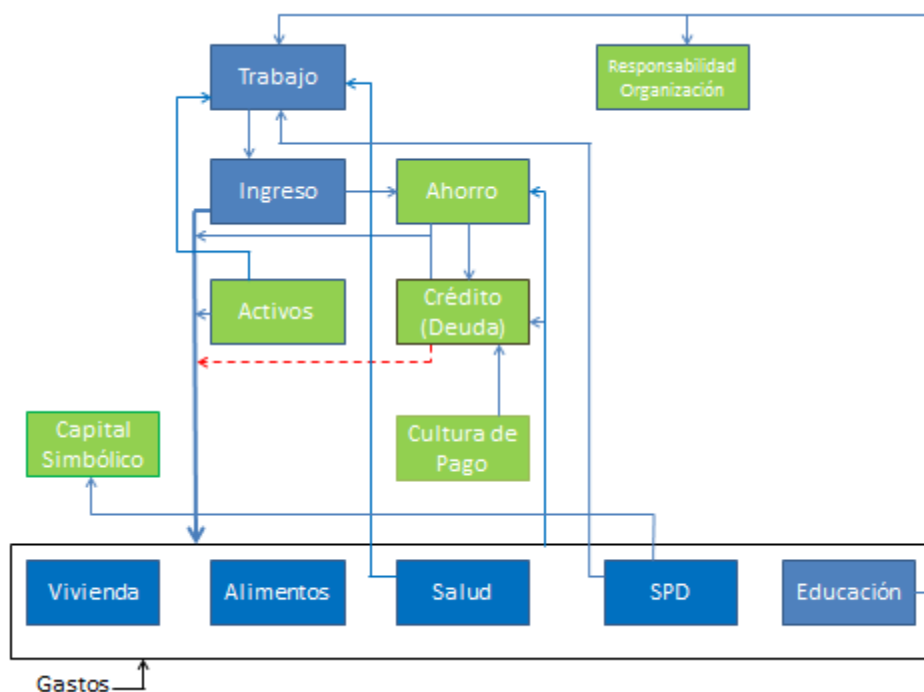 Trabajo
Responsabilidad
Organización
Ingreso
Ahorro
Activos
Crédito
(Deuda)
Capital
Simbólico
Cultura de
Pago
Vivienda
Alimentos
Salud
SPD
Educación
Gastos